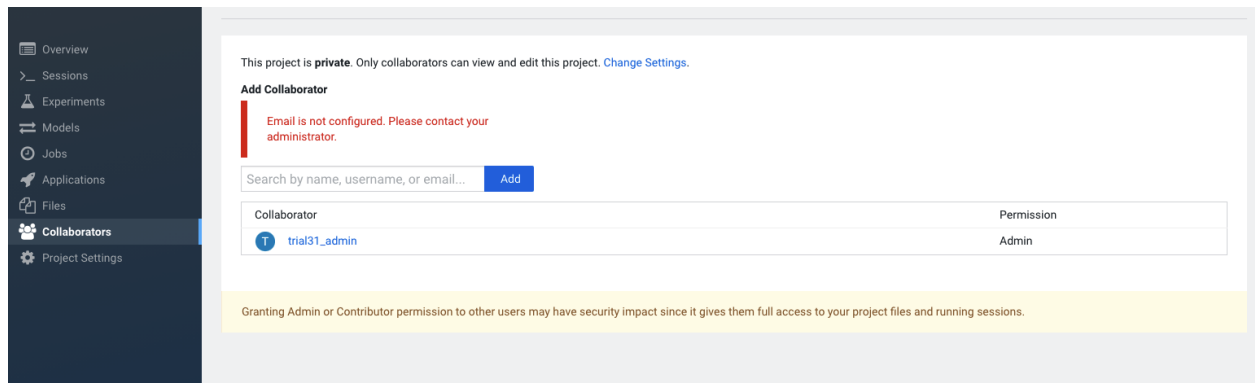 Overview
Sessions
Experiments
Models
Jobs
Applications
Files
Collaborators
Project Settings
This project is private. Only collaborators can view and edit this project. Change Settings.
Add Collaborator
Email is not configured. Please contact your
administrator.
Search by name, username, or email...
Add
Collaborator Permission
T trial31_admin Admin
Granting Admin or Contributor permission to other users may have security impact since it gives them full access to your project files and running sessions.